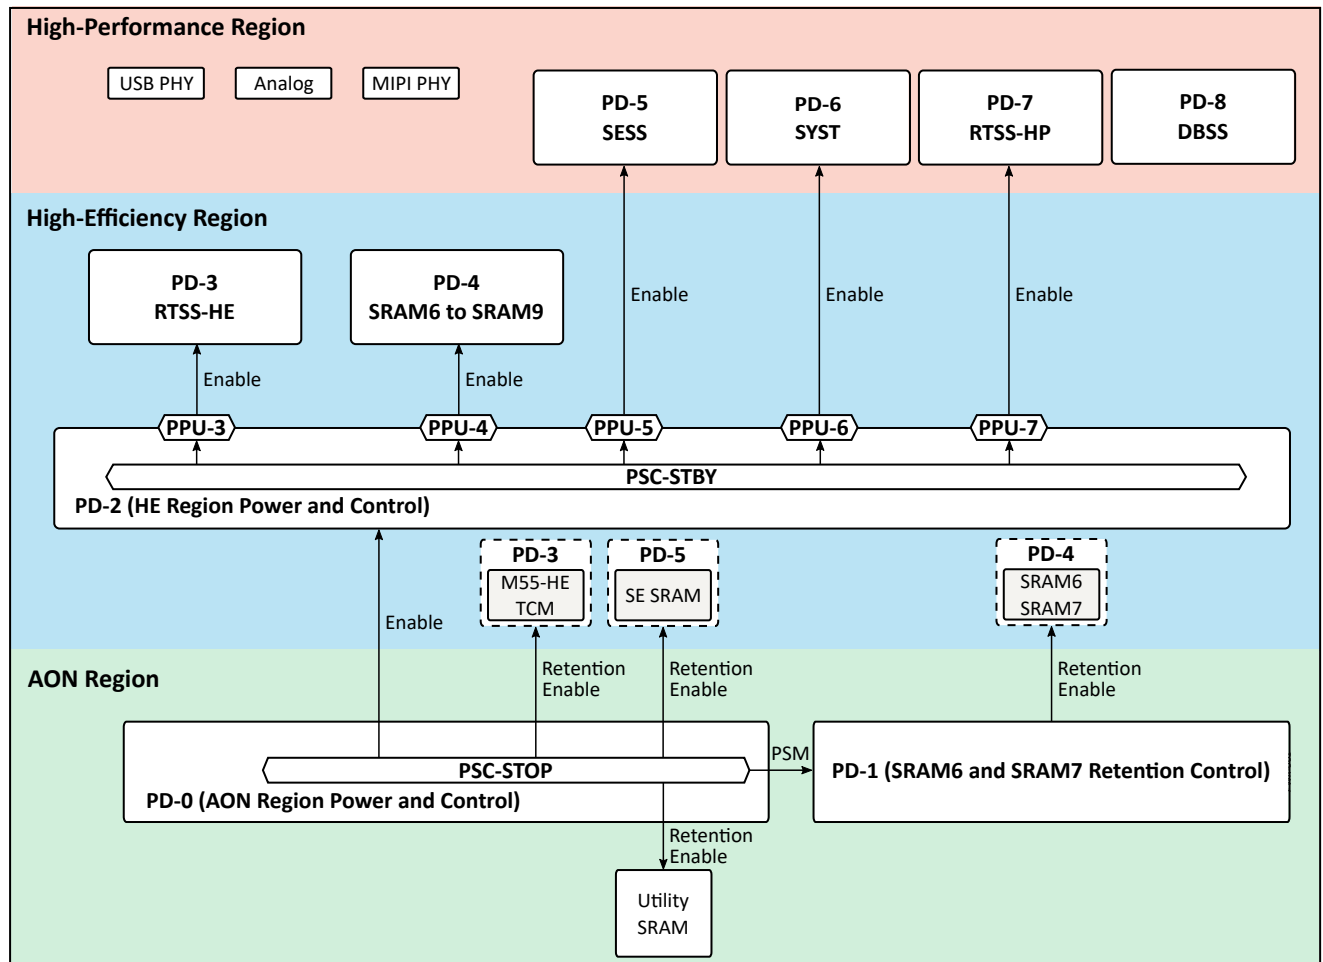 High-Performance Region
USB PHY
Analog
MIPI PHY
PD-5
SESS
PD-6
SYST
PD-7
RTSS-HP
PD-8
DBSS
High-Efficiency Region
PD-3
RTSS-HE
PD-4
SRAM6 to SRAM9
Enable
Enable
Enable
Enable
Enable
PPU-3
PPU-4
PPU-5
PPU-6
PPU-7
PSC-STBY
PD-2 (HE Region Power and Control)
PD-3
M55-HE
TCM
PD-5
SE SRAM
PD-4
SRAM6
SRAM7
Enable
AON Region
Retention
Enable
Retention
Enable
Retention
Enable
PSC-STOP
PD-0 (AON Region Power and Control)
PSM
PD-1 (SRAM6 and SRAM7 Retention Control)
Retention
Enable
Utility
SRAM